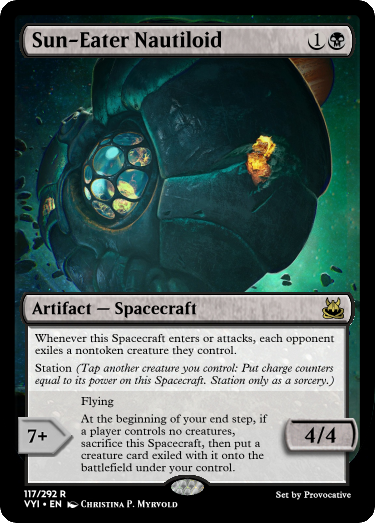 Sun-Eater Nautiloid 1
Artifact — Spacecraft
Whenever this Spacecraft enters or attacks, each opponent
exiles a nontoken creature they control.
Station (Tap another creature you control: Put charge counters
equal to its power on this Spacecraft. Station only as a sorcery.)
Flying
7+
At the beginning of your end step, if
a player controls no creatures,
sacrifice this Spacecraft, then put a
creature card exiled with it onto the
battlefield under your control.
4/4
117/292 R
VYI • EN Christina P. Myrvold
Set by Provocative